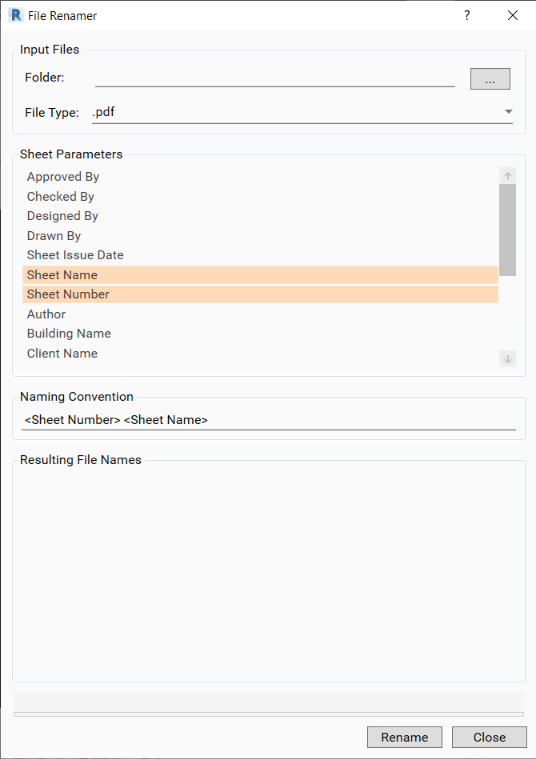 R File Renamer ?
Input Files
Folder:
...
File Type: .pdf
Sheet Parameters
Approved By
Checked By
Designed By
Drawn By
Sheet Issue Date
Sheet Name
Sheet Number
Author
Building Name
Client Name
Naming Convention
<Sheet Number> <Sheet Name>
Resulting File Names
Rename Close